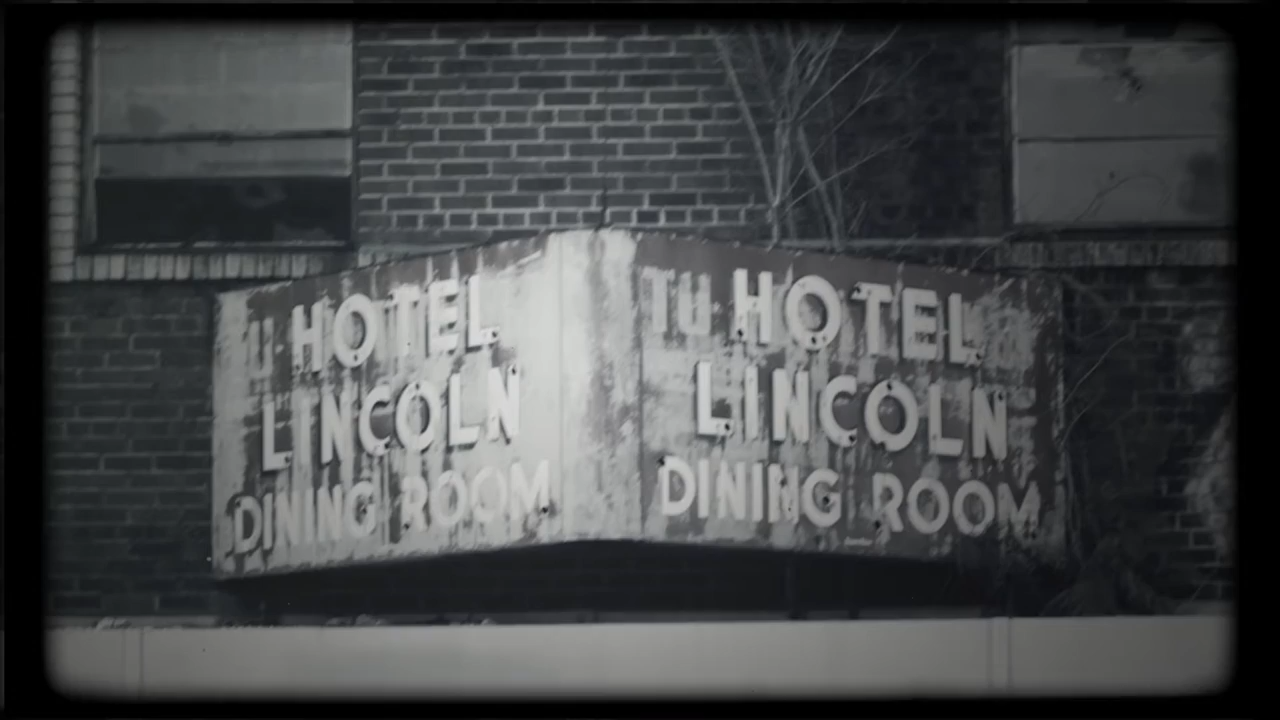 HOTEL
LINCOLN
DINING ROOM
TU HOTEL
LINCOLN
DINING ROOM